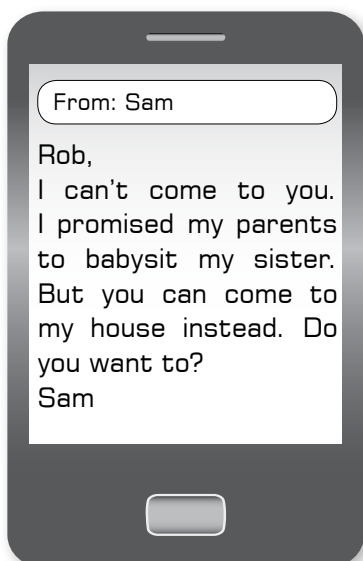 From: Sam
Rob,
I can't come to you.
I promised my parents
to babysit my sister.
But you can come to
my house instead. Do
you want to?
Sam